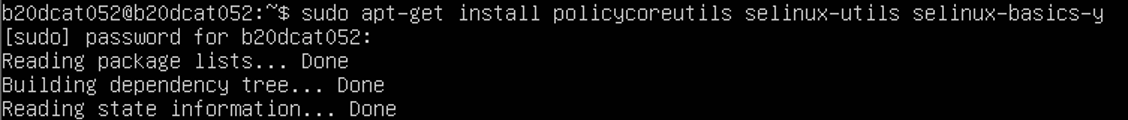 b20dcat052@b20dcat052:~$ sudo apt-get install policycoreutils selinux-utils selinux-basics-y
[sudo] password for b20dcat052:
Reading package lists... Done
Building dependency tree... Done
Reading state information... Done